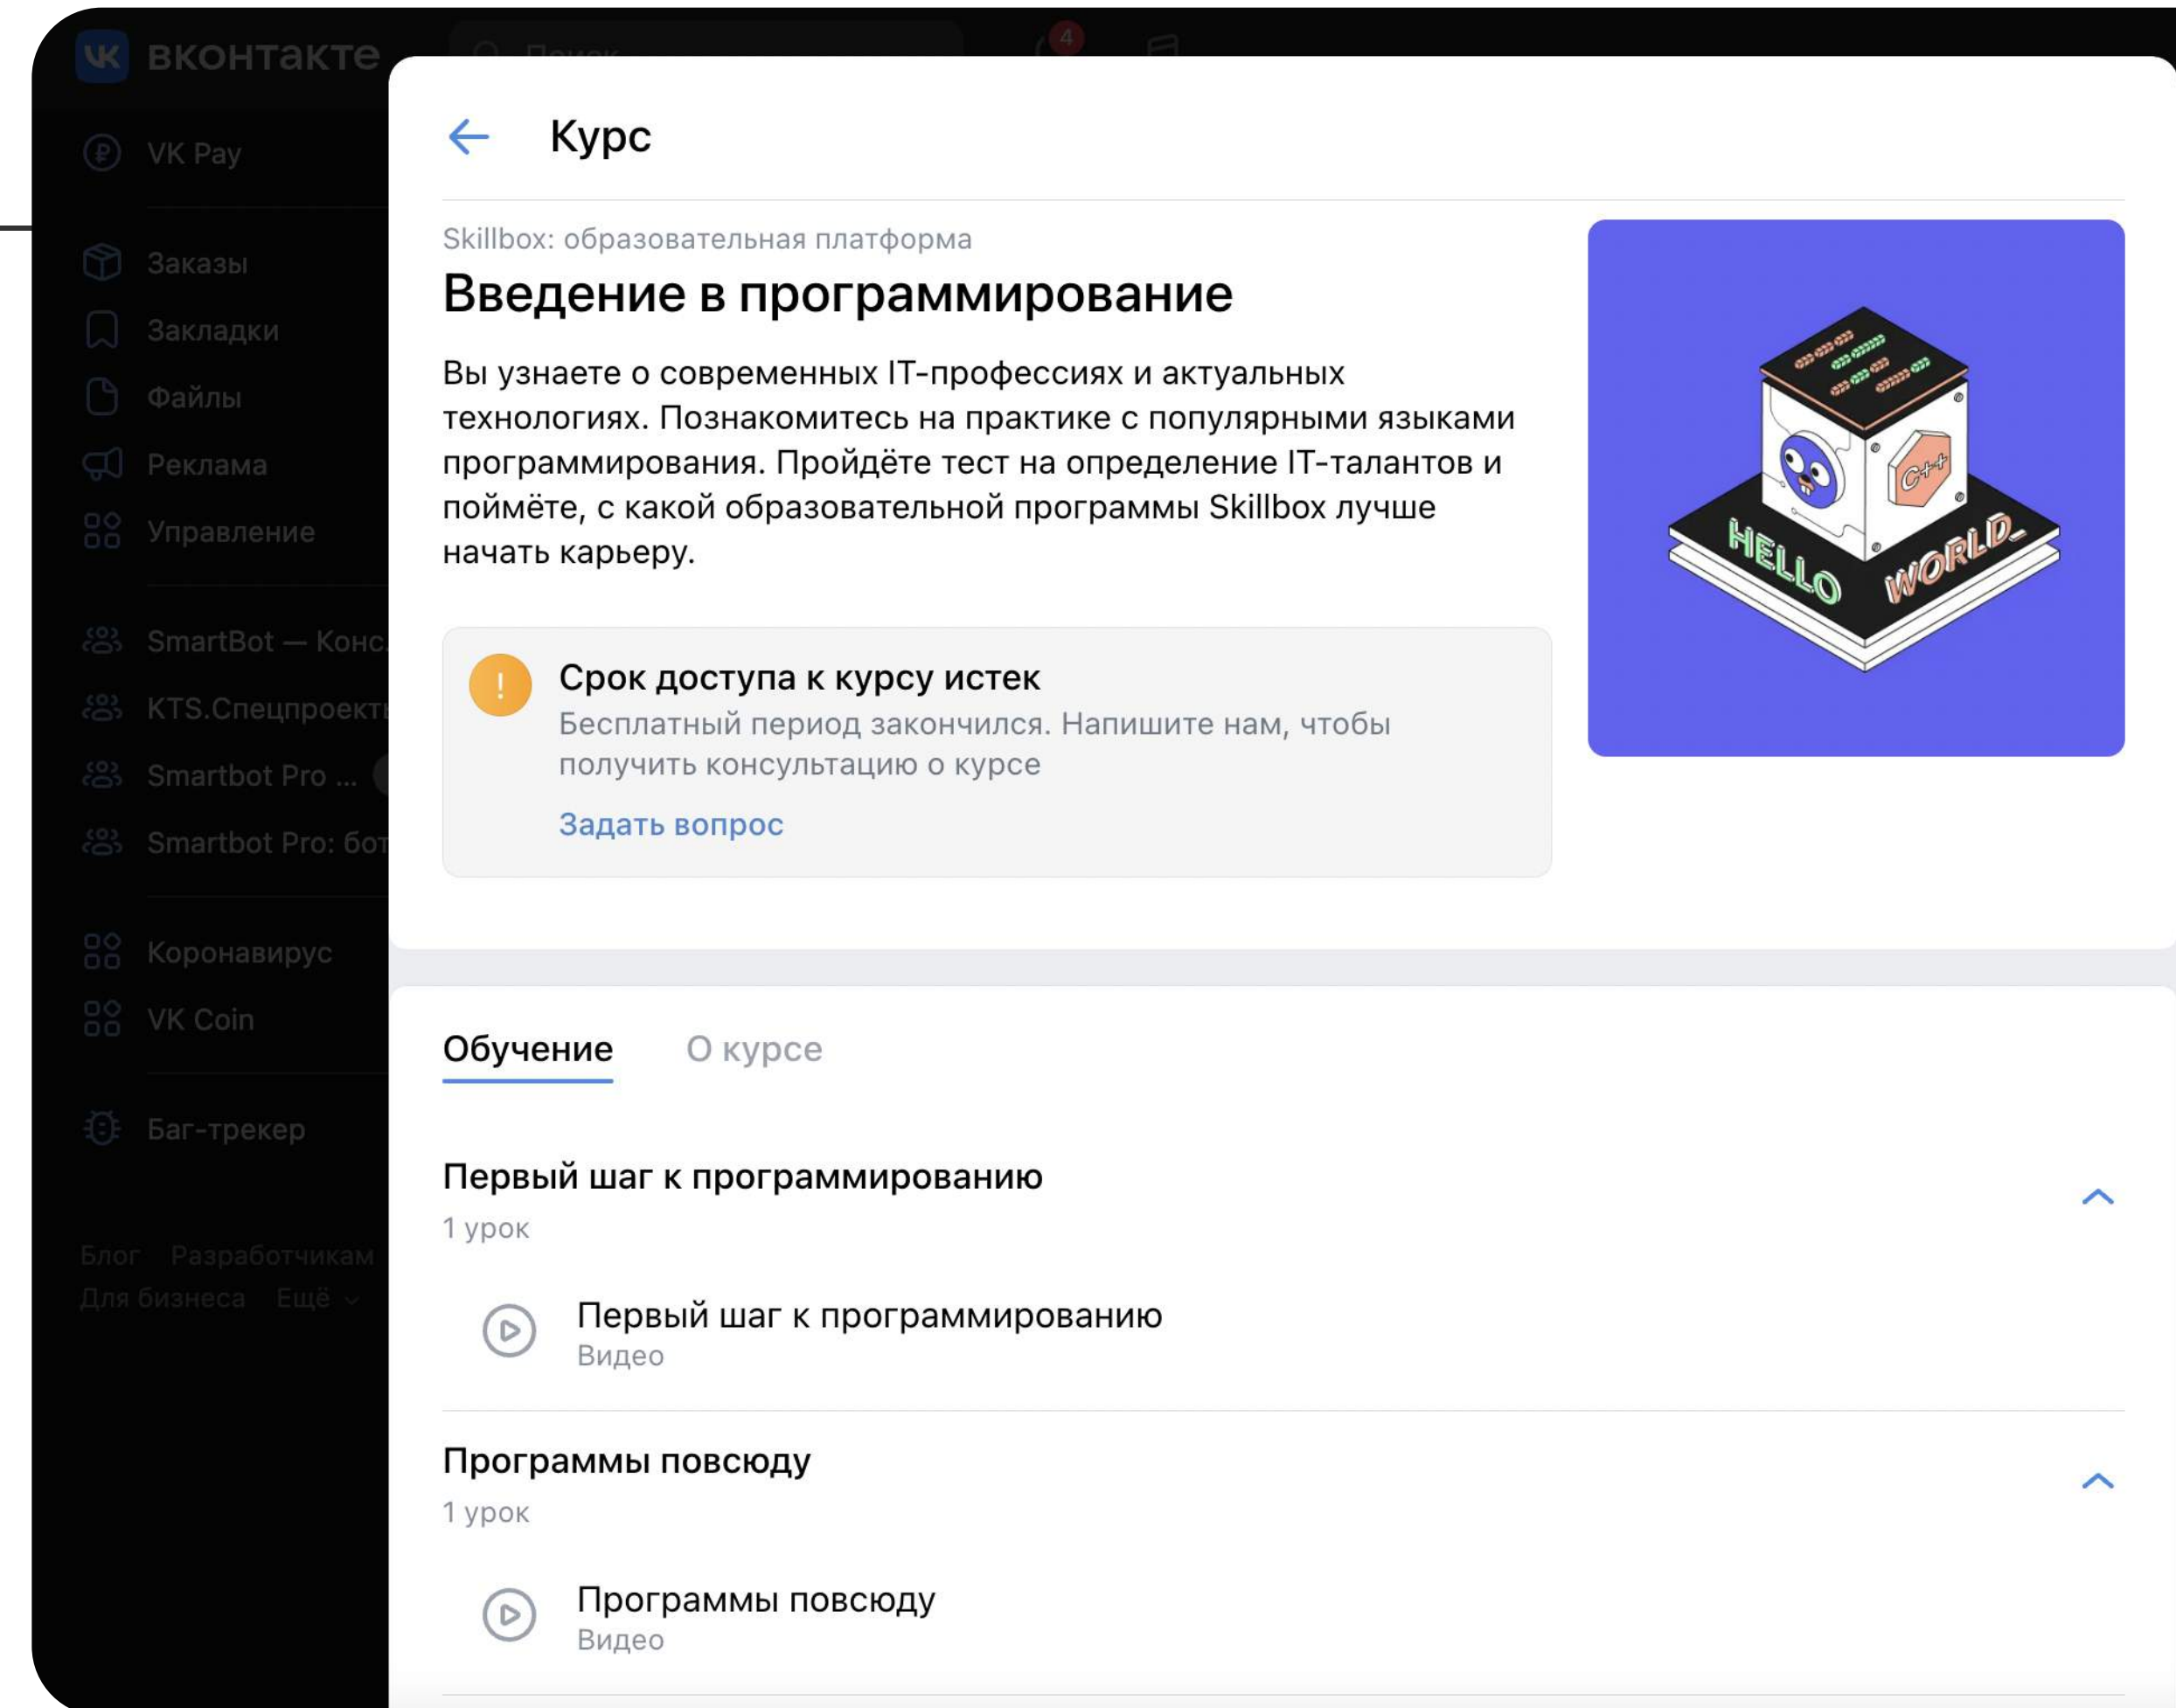 вконтакте
Поиск
4
VK Pay
Заказы
Закладки
Файлы
Реклама
Управление
SmartBot — Конс.
KTS.Спецпроекты
Smartbot Pro ...
Smartbot Pro: бот
Коронавирус
VK Coin
Баг-трекер
Блог Разработчикам
Для бизнеса Ещё
Курс
Skillbox: образовательная платформа
Введение в программирование
Вы узнаете о современных IT-профессиях и актуальных
технологиях. Познакомитесь на практике с популярными языками
программирования. Пройдёте тест на определение IT-талантов и
поймёте, с какой образовательной программы Skillbox лучше
начать карьеру.
C++
HELLO WORLD_
Срок доступа к курсу истек
Бесплатный период закончился. Напишите нам, чтобы
получить консультацию о курсе
Задать вопрос
Обучение О курсе
Первый шаг к программированию
1 урок
Первый шаг к программированию
Видео
Программы повсюду
1 урок
Программы повсюду
Видео